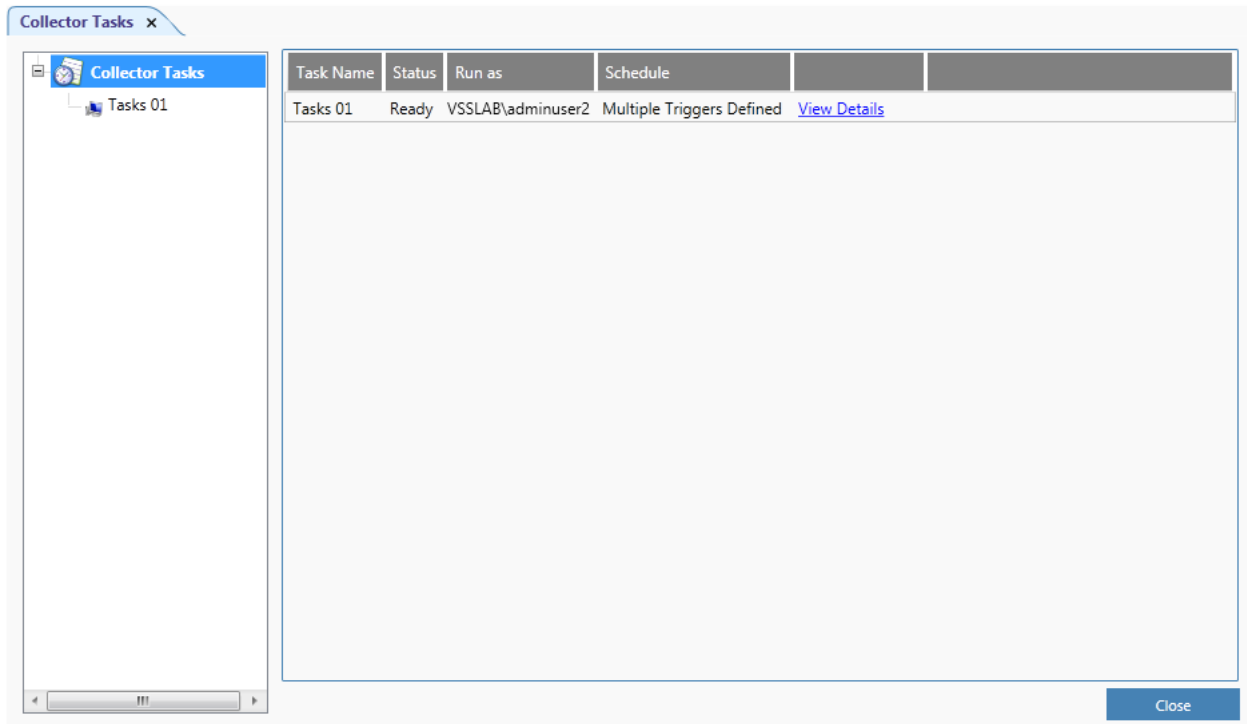 Collector Tasks x
Collector Tasks
Tasks 01
Task Name Status Run as Schedule
Tasks 01 Ready VSSLAB\adminuser2 Multiple Triggers Defined View Details
Close